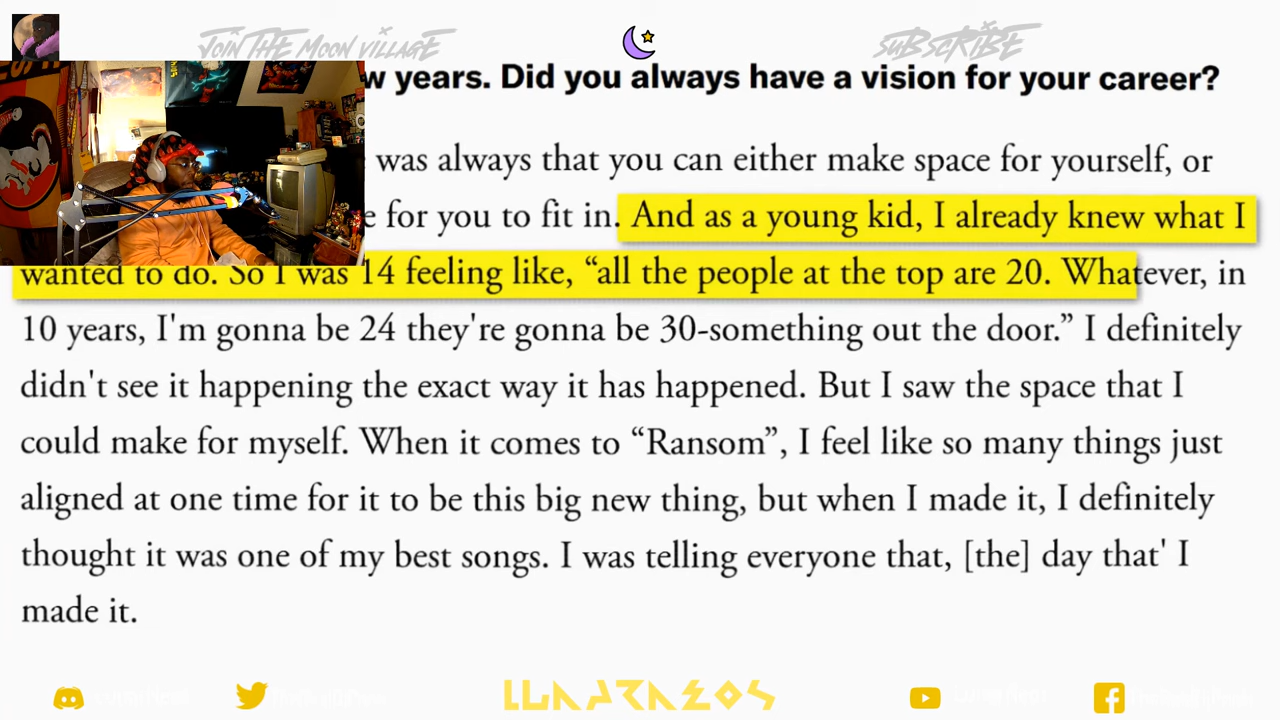 JOIN THE MOON VILLAGE
SUBSCRIBE
years. Did you always have a vision for your career?
was always that you can either make space for yourself, or
for you to fit in. And as a young kid, I already knew what I
wanted to do. So I was 14 feeling like, “all the people at the top are 20. Whatever, in
10 years, I'm gonna be 24 they're gonna be 30-something out the door.” I definitely
didn't see it happening the exact way it has happened. But I saw the space that I
could make for myself. When it comes to “Ransom”, I feel like so many things just
aligned at one time for it to be this big new thing, but when I made it, I definitely
thought it was one of my best songs. I was telling everyone that, [the] day that' I
made it.